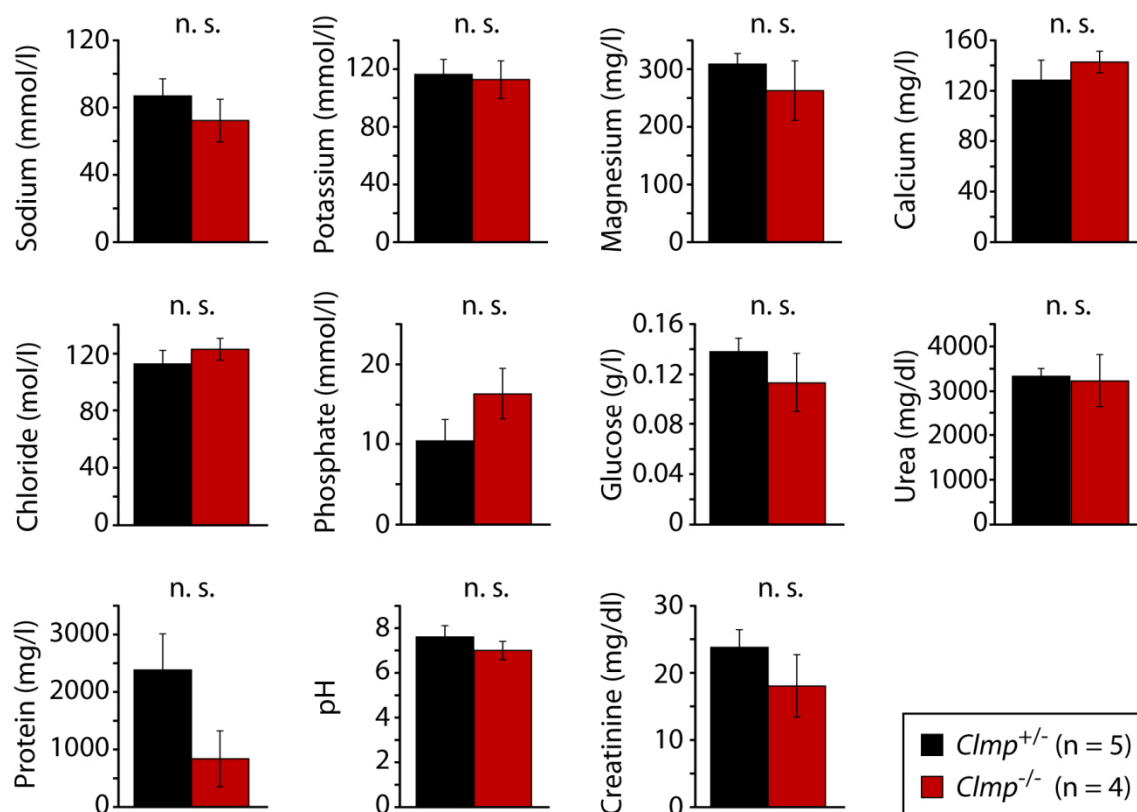 n. s.
Sodium (mmol/l)
120
80
40
0
n. s.
Potassium (mmol/l)
120
80
40
0
n. s.
Magnesium (mg/l)
300
200
100
0
n. s.
Calcium (mg/l)
160
120
80
40
0
n. s.
Chloride (mol/l)
120
80
40
0
n. s.
Phosphate (mmol/l)
20
10
0
n. s.
Glucose (g/l)
0.16
0.12
0.08
0.04
0
n. s.
Urea (mg/dl)
4000
3000
2000
1000
0
n. s.
Protein (mg/l)
3000
2000
1000
0
n. s.
pH
8
6
4
2
0
n. s.
Creatinine (mg/dl)
30
20
10
0
Clmp+/- (n = 5)
Clmp-/- (n = 4)